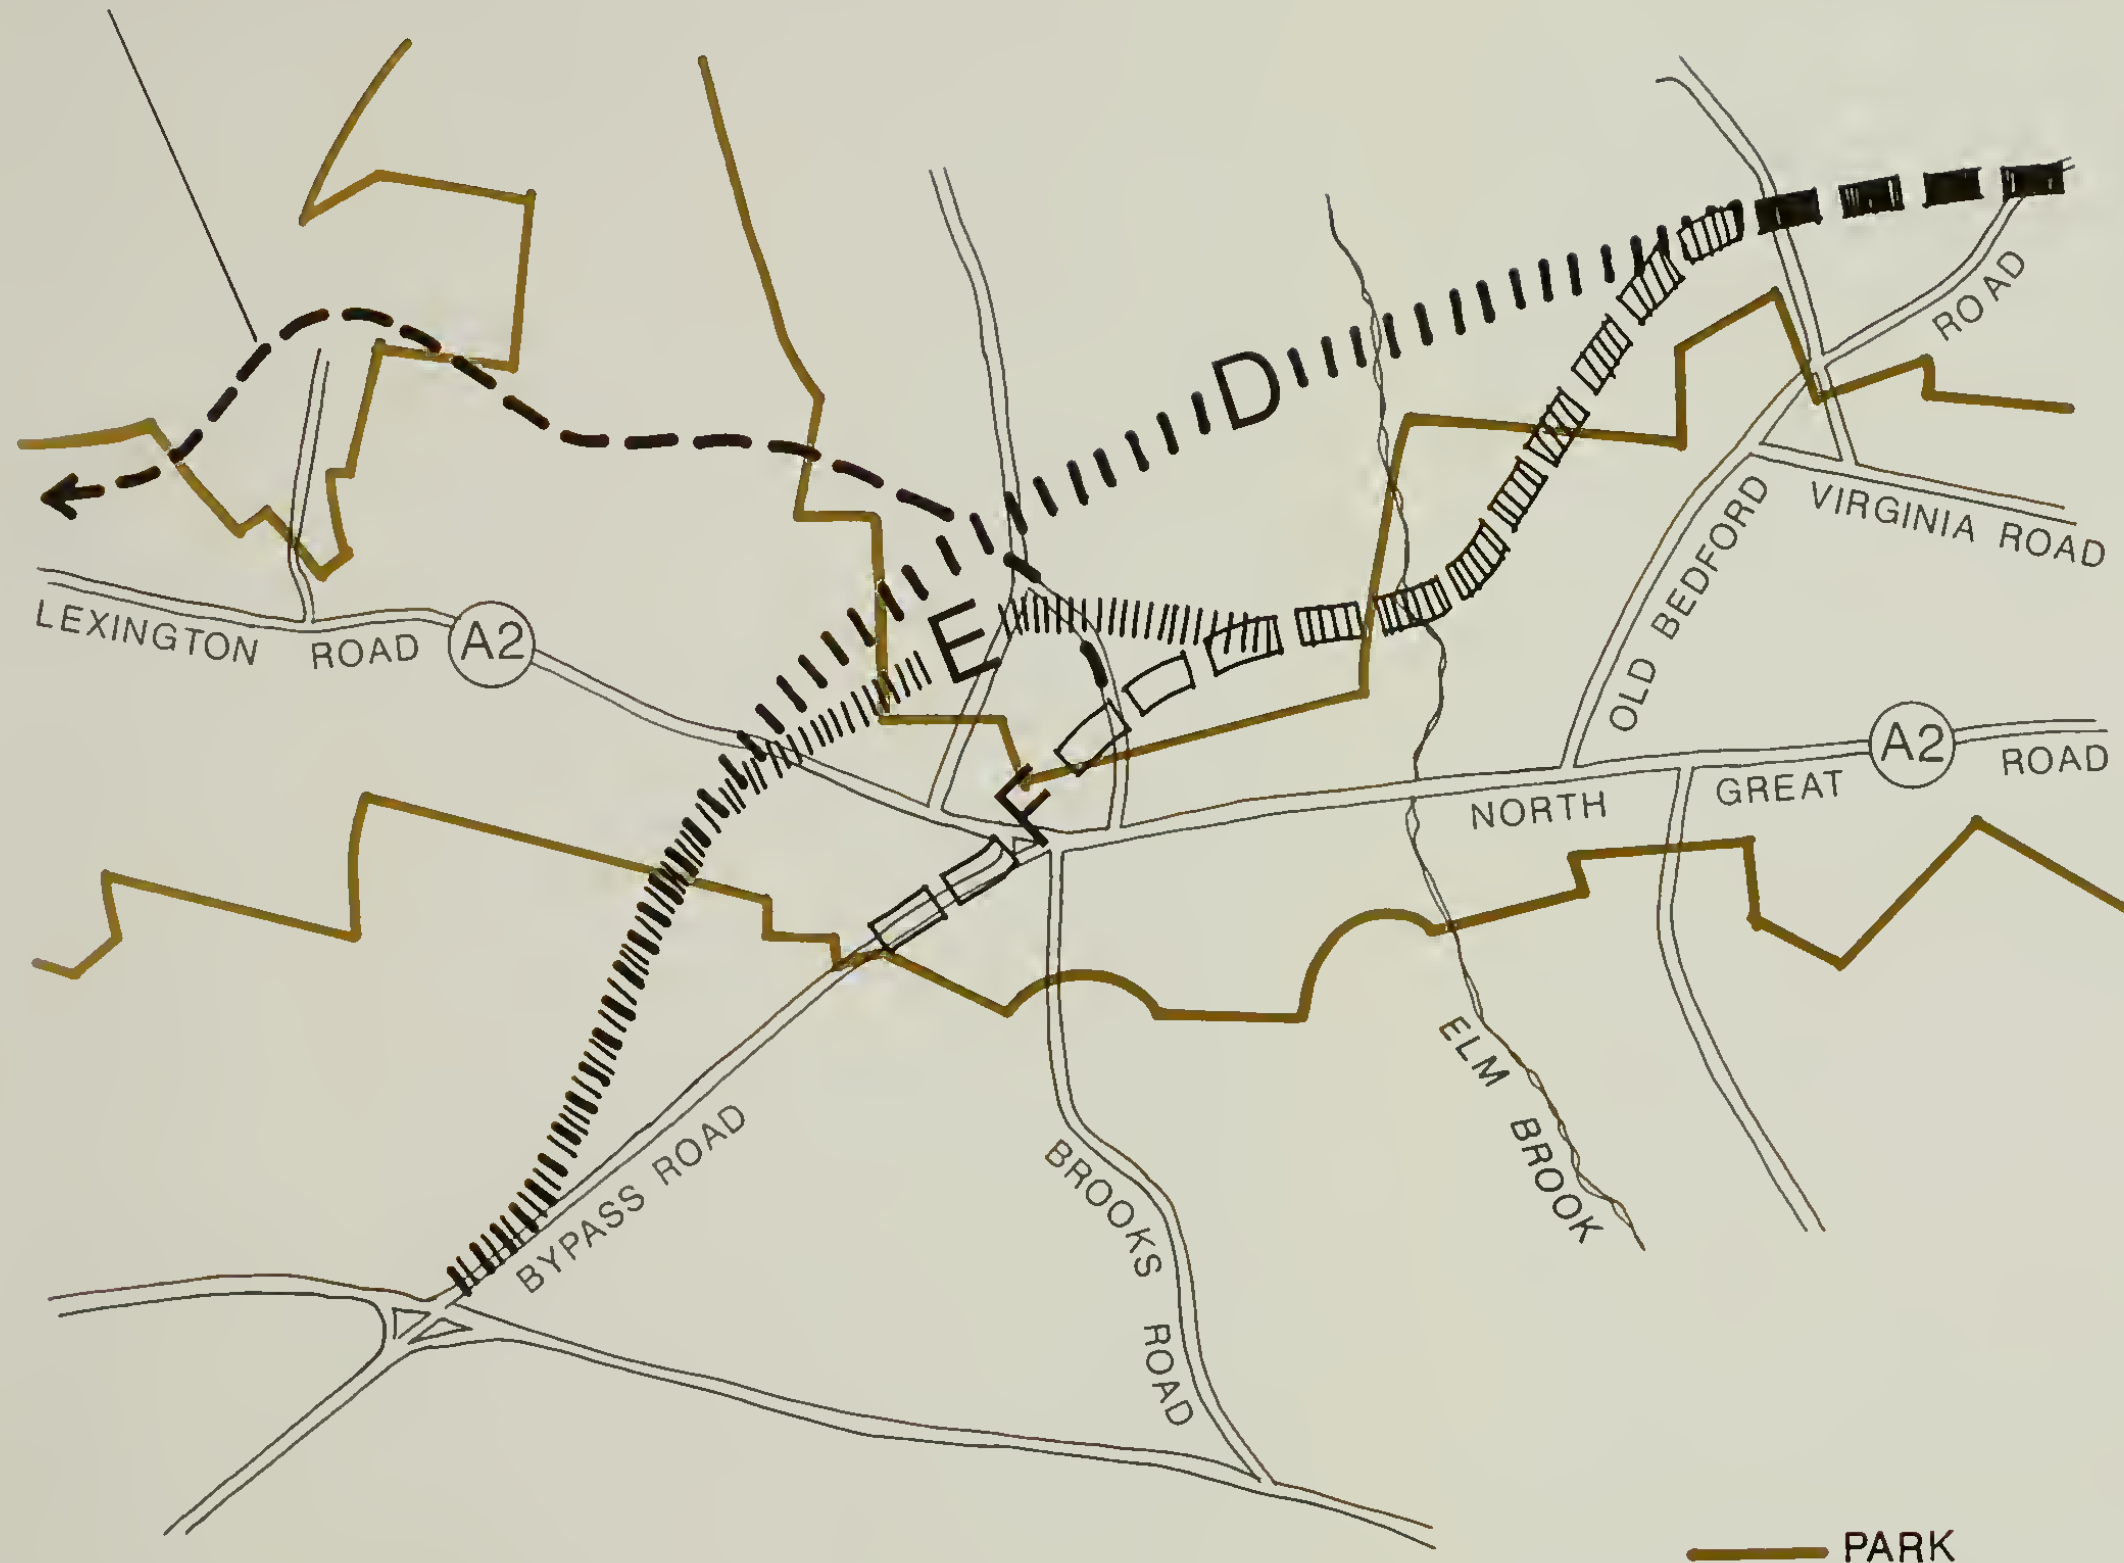 D
ROAD
VIRGINIA ROAD
OLD BEDFORD
E
LEXINGTON ROAD
A2
F
A2
NORTH GREAT ROAD
ELM BROOK
BYPASS ROAD
BROOKS ROAD
PARK